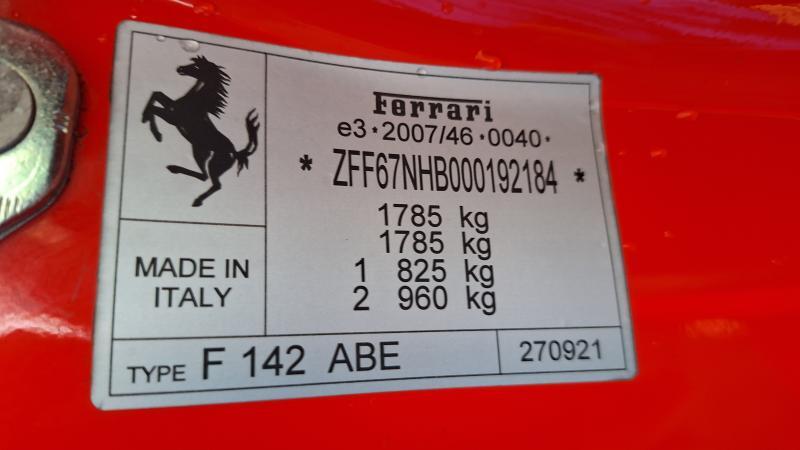 Ferrari
e3*2007/46*0040*
* ZFF67NHB000192184 *
1785 kg
1785 kg
1 825 kg
2 960 kg
MADE IN
ITALY
TYPE F 142 ABE
270921